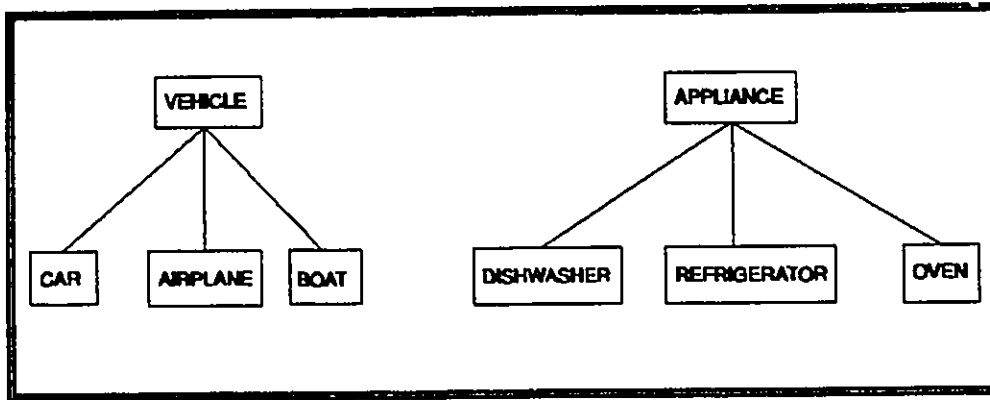 VEHICLE
APPLIANCE
CAR
AIRPLANE
BOAT
DISHWASHER
REFRIGERATOR
OVEN